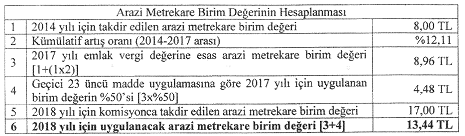 Arazi Metrekare Birim Değerinin Hesaplanması
1 2014 yılı için takdir edilen arazi metrekare birim değeri 8,00 TL
2 Kümülatif artış oranı (2014-2017 arası) %12,11
3 2017 yılı emlak vergi değerine esas arazi metrekare birim değeri
[1+(1x2)] 8,96 TL
4 Geçici 23 üncü madde uygulamasına göre 2017 yılı için uygulanan
birim değerin %50'si [3x%50] 4,48 TL
5 2018 yılı için komisyonca takdir edilen arazi metrekare birim değeri 17,00 TL
6 2018 yılı için uygulanacak arazi metrekare birim değeri [3+4] 13,44 TL